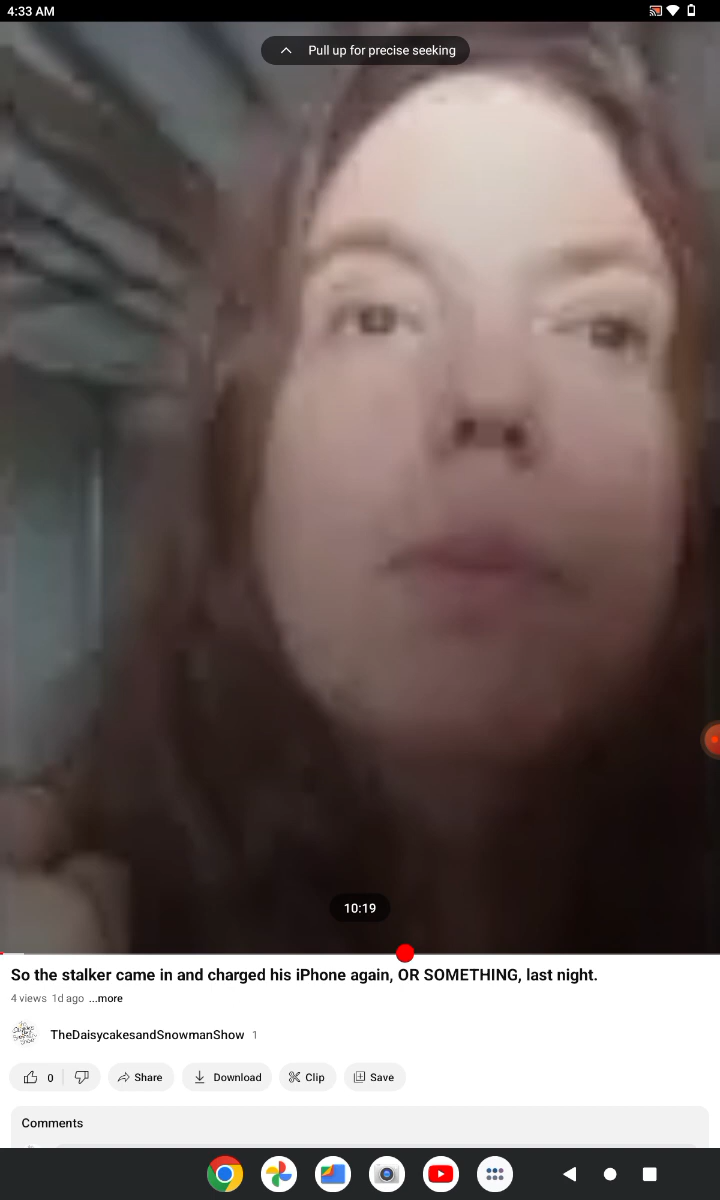 4:33 AM
Pull up for precise seeking
10:19
So the stalker came in and charged his iPhone again, OR SOMETHING, last night.
4 views 1d ago ...more
TheDaisycakesandSnowmanShow 1
0 Share Download Clip Save
Comments